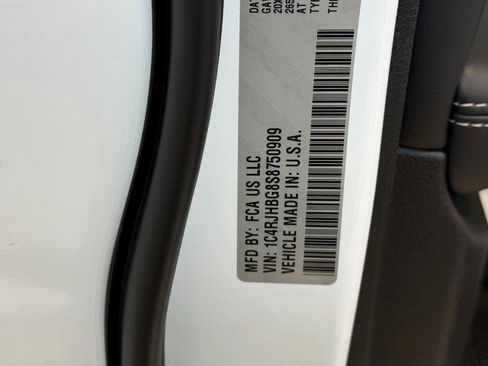 MFD BY: FCA US LLC
VIN: 1C4RJHBG8S8750909
VEHICLE MADE IN: U.S.A.